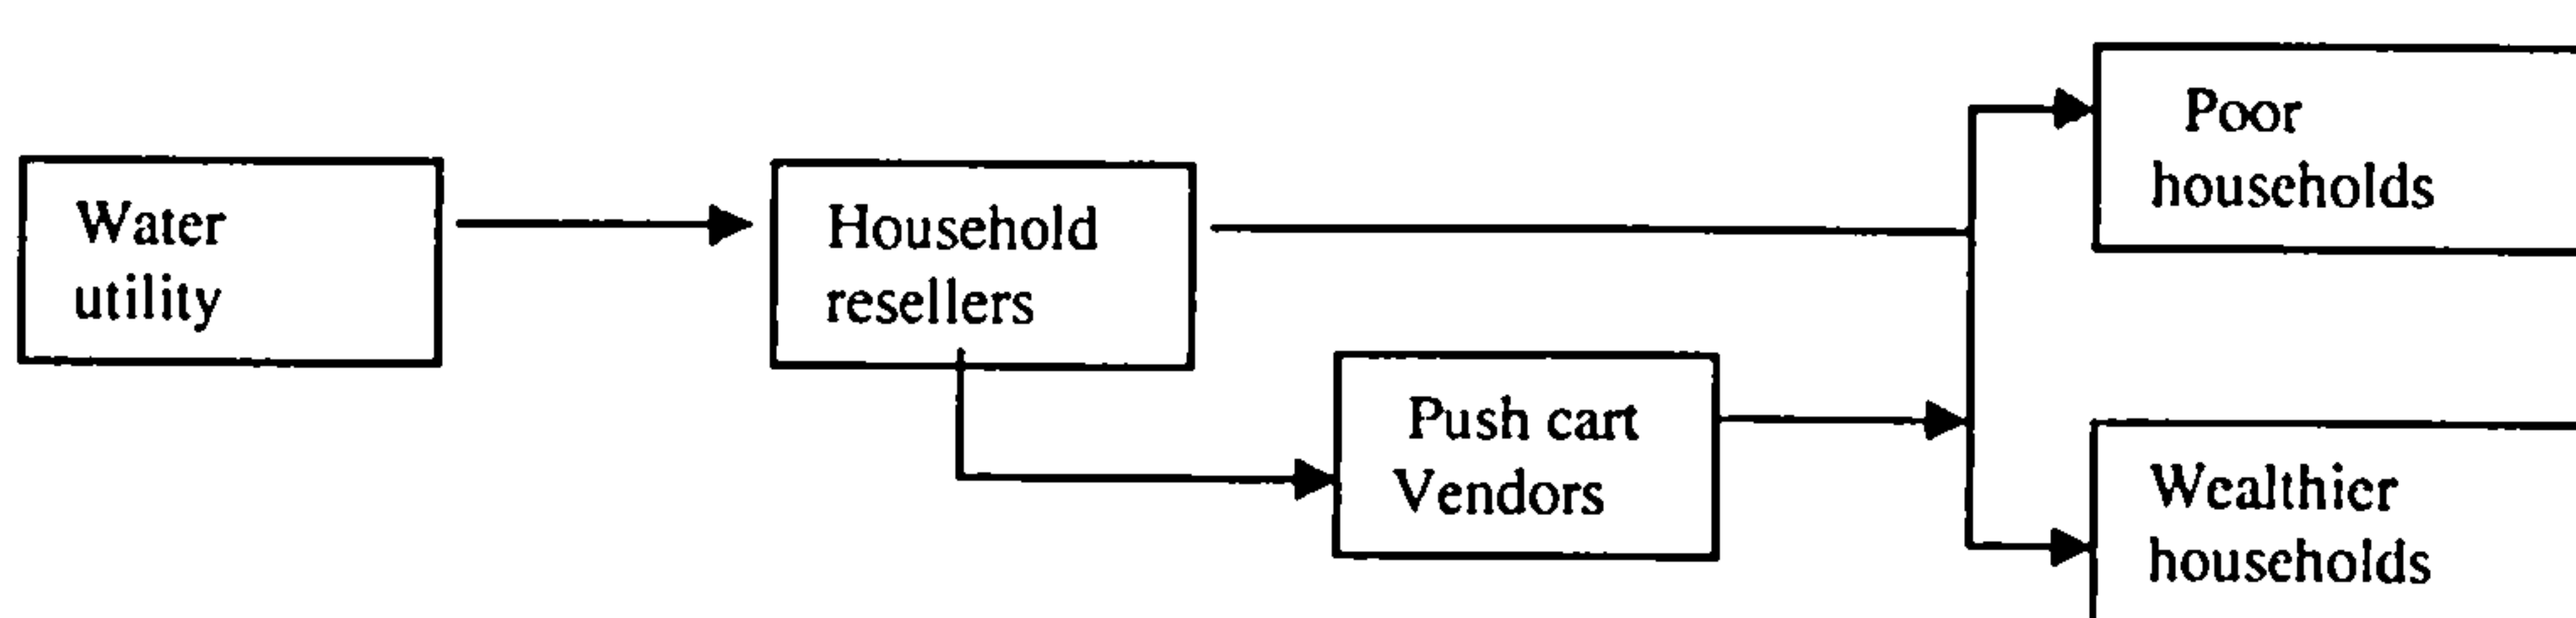 Water
utility
Household
resellers
Push cart
Vendors
Poor
households
Wealthier
households